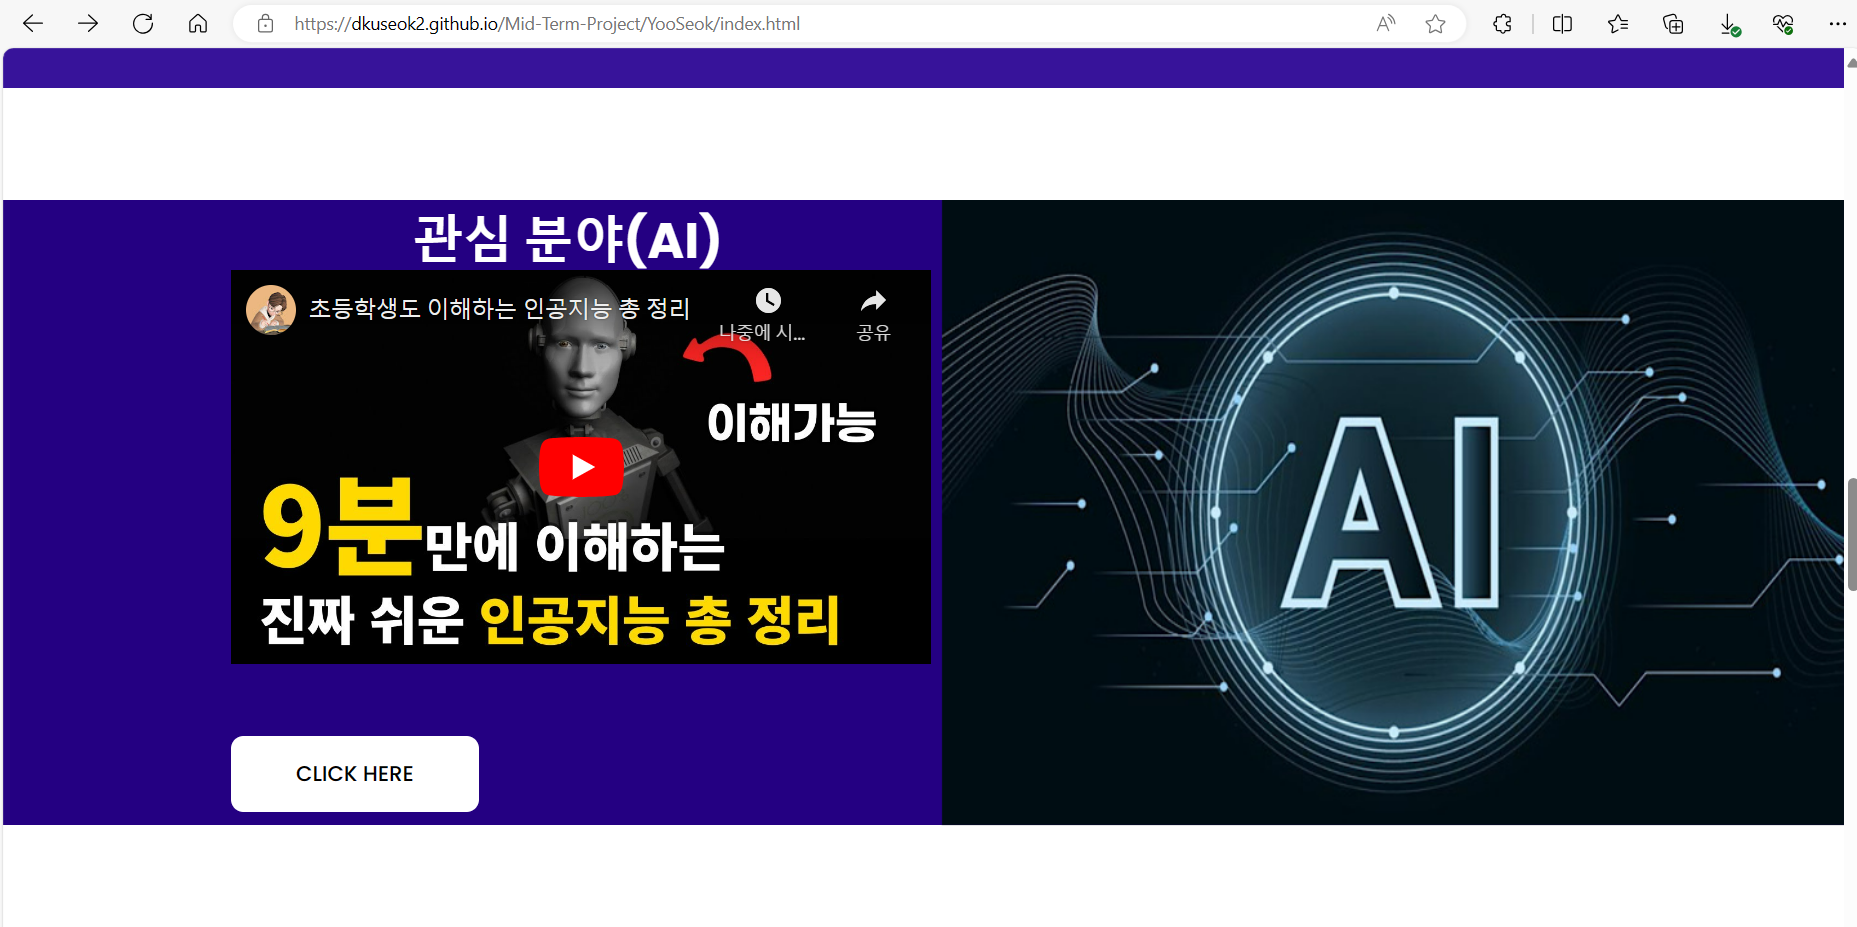 https://dkuseok2.github.io/Mid-Term-Project/YooSeok/index.html
관심 분야(AI)
초등학생도 이해하는 인공지능 총 정리
나중에 시...
공유
이해가능
9분만에 이해하는
진짜 쉬운 인공지능 총 정리
CLICK HERE
AI